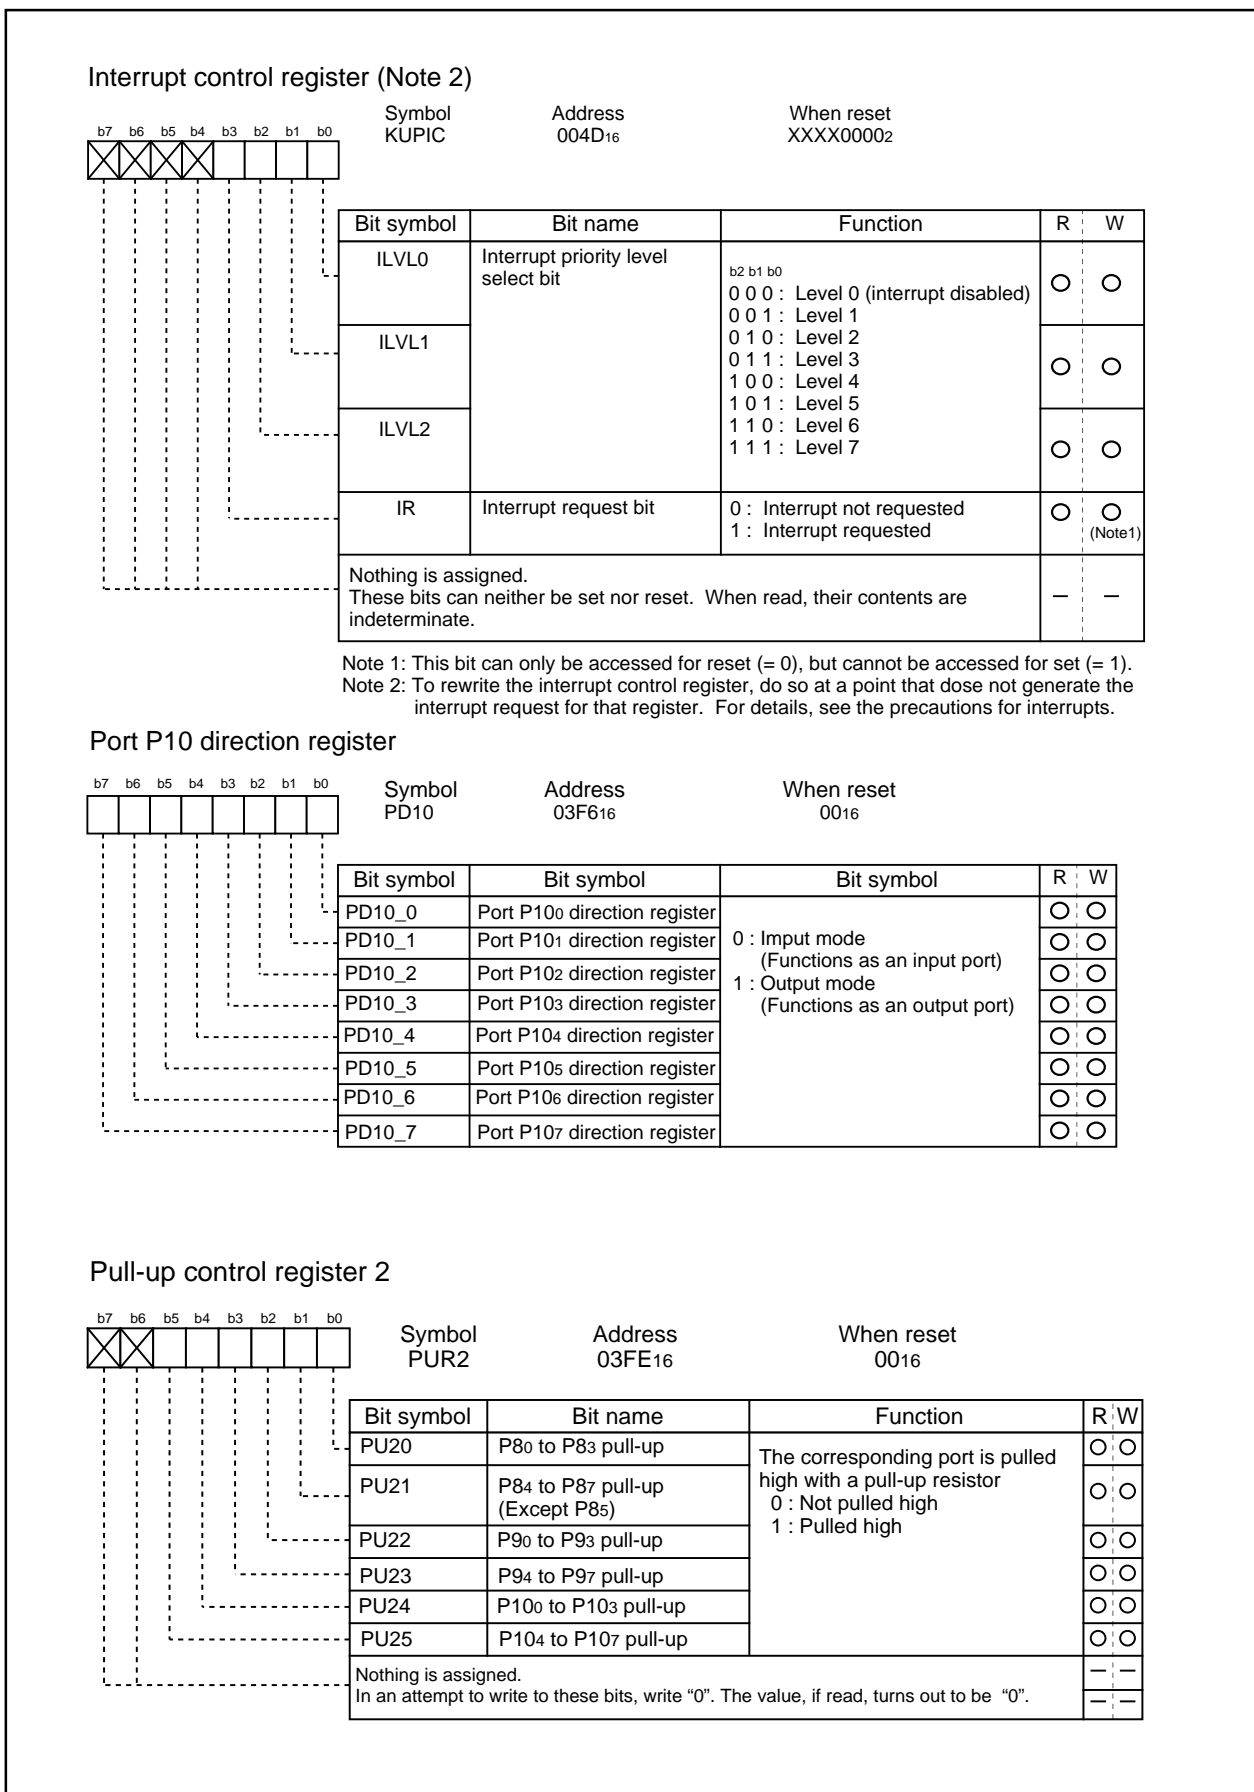 Interrupt control register (Note 2)
Symbol Address When reset
KUPIC 004D16 XXXX00002
b7 b6 b5 b4 b3 b2 b1 b0
Bit symbol Bit name Function R W
ILVL0 Interrupt priority level
select bit
b2 b1 b0
0 0 0 : Level 0 (interrupt disabled)
0 0 1 : Level 1
ILVL1 0 1 0 : Level 2
0 1 1 : Level 3
1 0 0 : Level 4
1 0 1 : Level 5
ILVL2 1 1 0 : Level 6
1 1 1 : Level 7
IR Interrupt request bit 0 : Interrupt not requested
1 : Interrupt requested (Note1)
Nothing is assigned.
These bits can neither be set nor reset. When read, their contents are
indeterminate.
Note 1: This bit can only be accessed for reset (= 0), but cannot be accessed for set (= 1).
Note 2: To rewrite the interrupt control register, do so at a point that dose not generate the
interrupt request for that register. For details, see the precautions for interrupts.
Port P10 direction register
b7 b6 b5 b4 b3 b2 b1 b0
Symbol Address When reset
PD10 03F616 0016
Bit symbol Bit symbol Bit symbol R W
PD10_0 Port P100 direction register
PD10_1 Port P101 direction register 0 : Imput mode
(Functions as an input port)
PD10_2 Port P102 direction register 1 : Output mode
PD10_3 Port P103 direction register (Functions as an output port)
PD10_4 Port P104 direction register
PD10_5 Port P105 direction register
PD10_6 Port P106 direction register
PD10_7 Port P107 direction register
Pull-up control register 2
b7 b6 b5 b4 b3 b2 b1 b0
Symbol Address When reset
PUR2 03FE16 0016
Bit symbol Bit name Function R W
PU20 P80 to P83 pull-up The corresponding port is pulled
PU21 P84 to P87 pull-up high with a pull-up resistor
(Except P85) 0 : Not pulled high
1 : Pulled high
PU22 P90 to P93 pull-up
PU23 P94 to P97 pull-up
PU24 P100 to P103 pull-up
PU25 P104 to P107 pull-up
Nothing is assigned.
In an attempt to write to these bits, write “0”. The value, if read, turns out to be “0”.